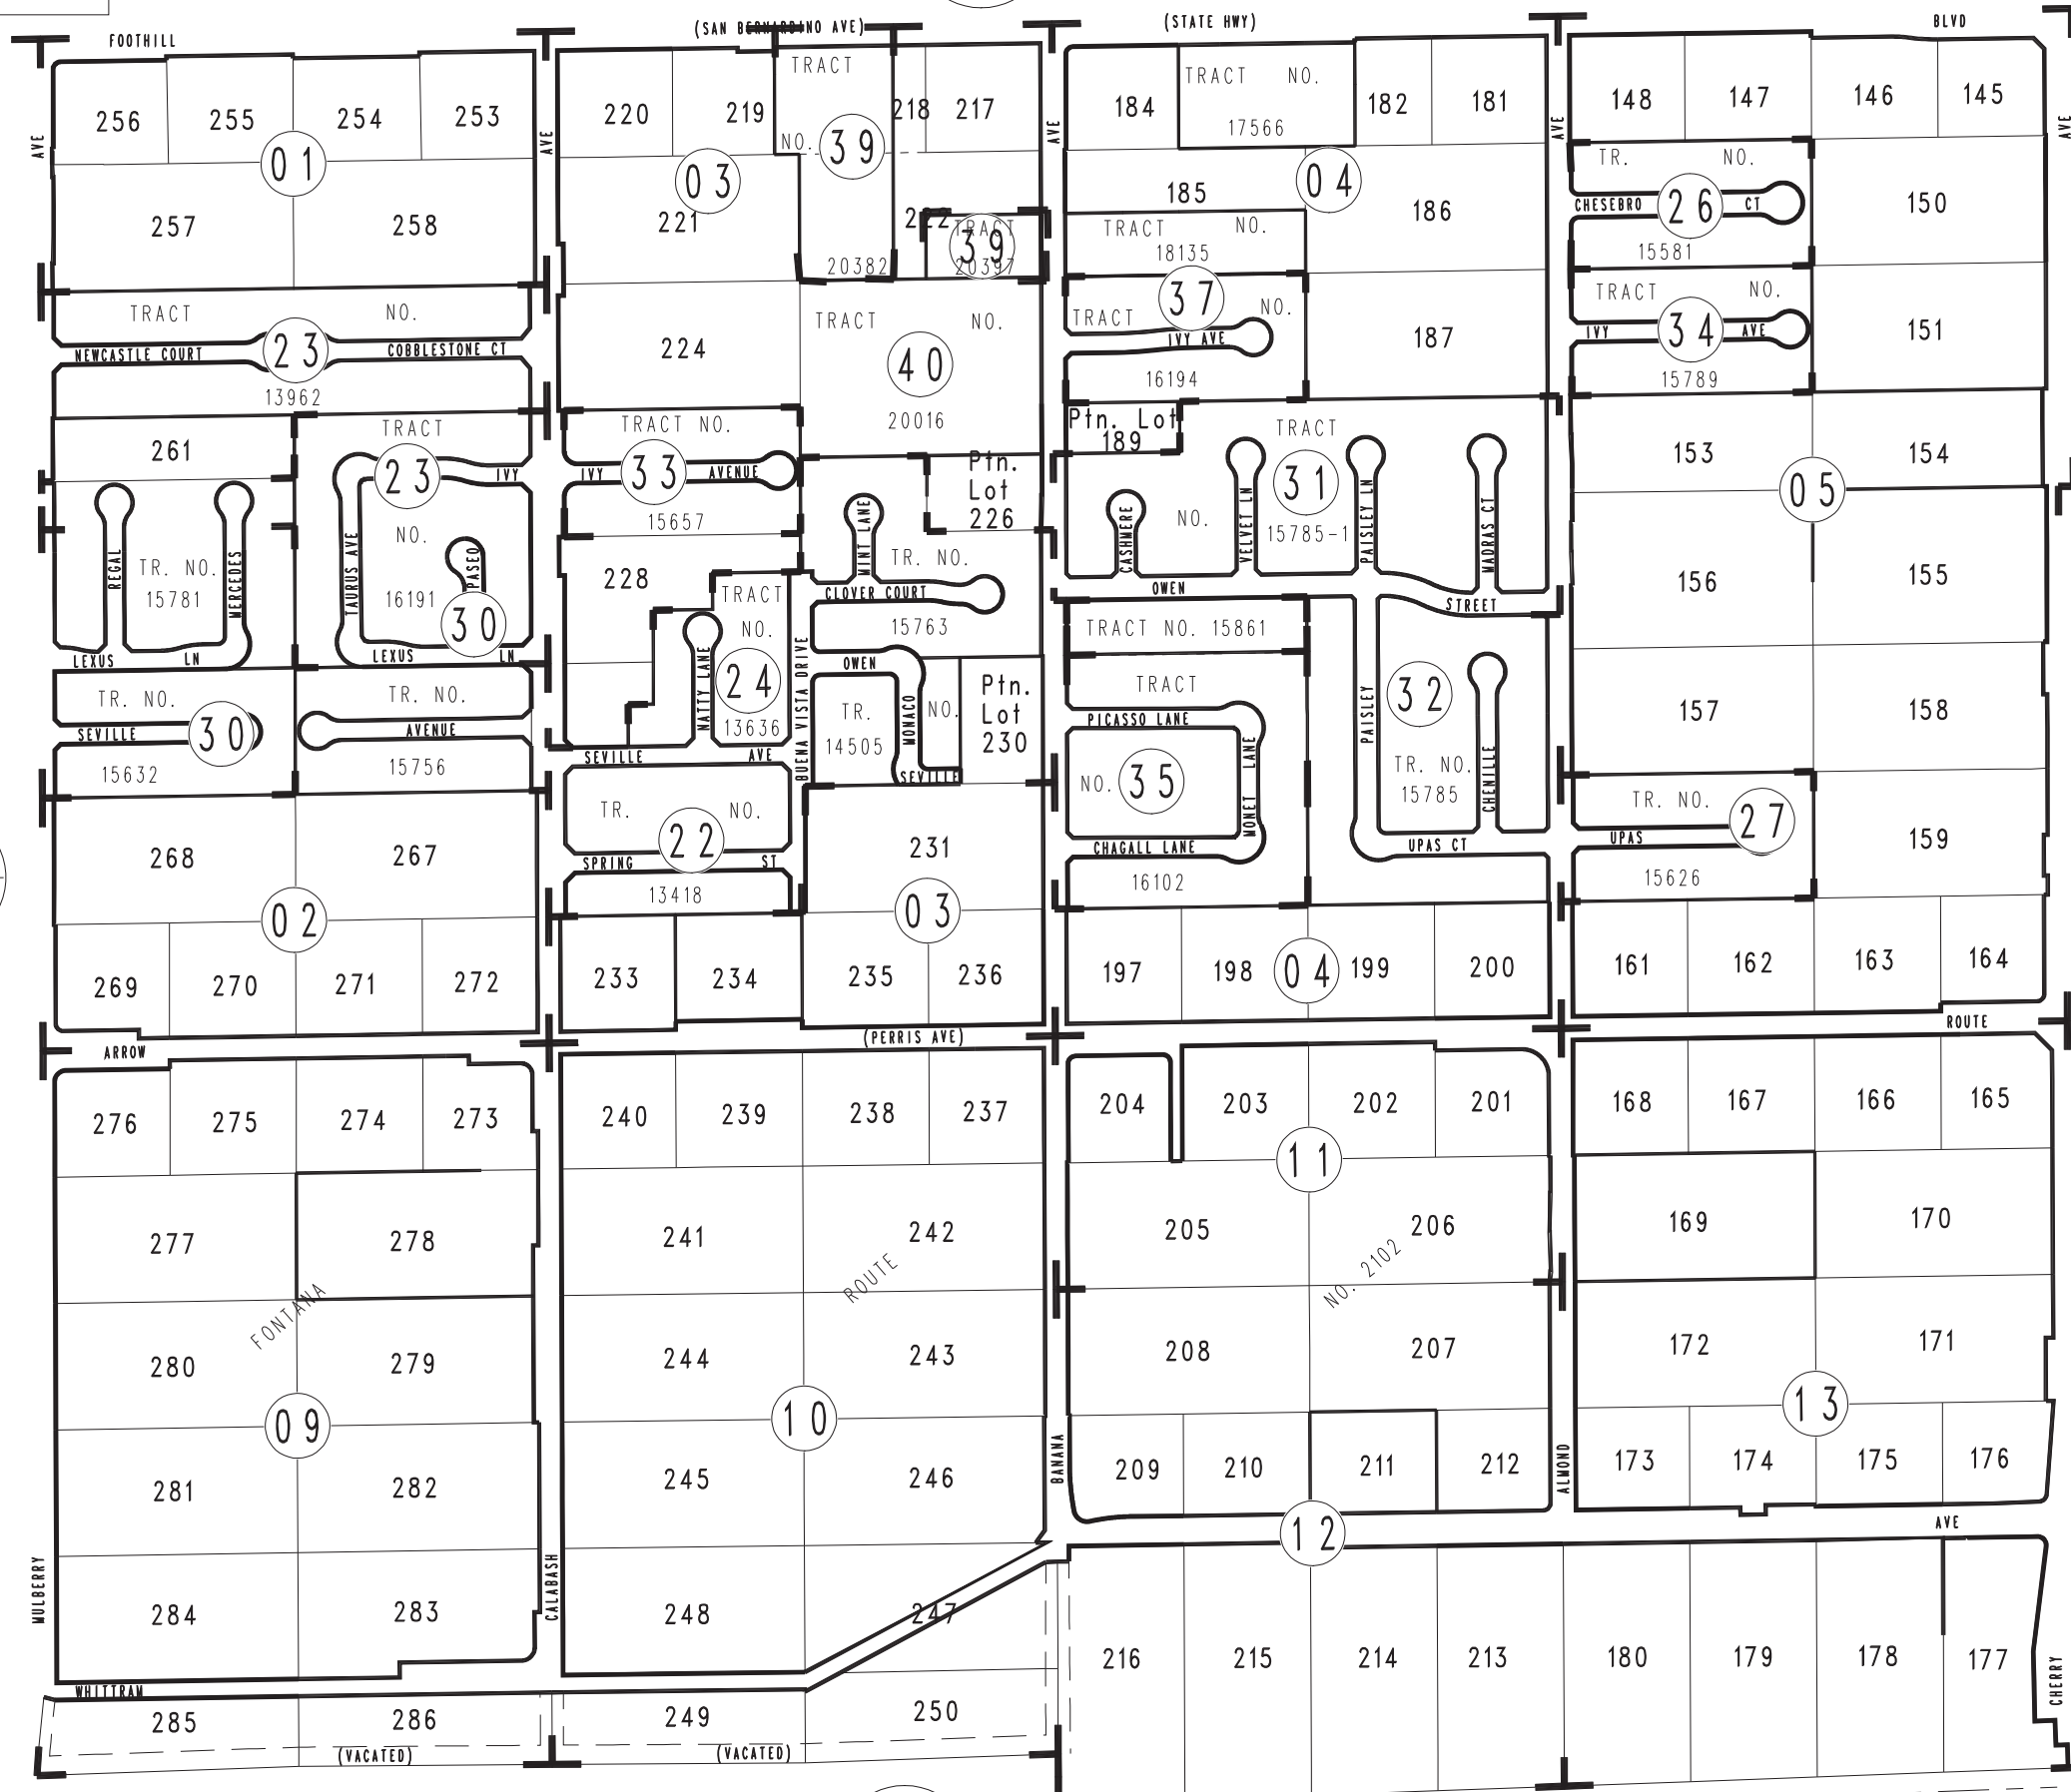 (SAN BERNARDINO AVE)
(STATE HWY)
BLVD
FOOTHILL
AVE
AVE
AVE
AVE
AVE
256
255
254
253
01
257
258
TRACT NO.
NEWCASTLE COURT
23
COBBLESTONE CT
13962
261
TRACT
23
IVY
NO.
16191
TAURUS AVE
PASEO
30
LEXUS LN
REGAL
TR. NO.
15781
MERCEDES
LEXUS LN
TR. NO.
SEVILLE
30
15632
TR. NO.
AVENUE
15756
268
267
02
269
270
271
272
220
219
TRACT
NO.
39
218
217
03
221
222
20382
TRACT
39
20397
224
TRACT NO.
40
20016
TRACT NO.
IVY
33
AVENUE
15657
Ptn.
Lot
226
MINT LANE
TR. NO.
CLOVER COURT
15763
228
TRACT
NO.
NATTY LANE
24
13636
BUENA VISTA DRIVE
OWEN
TR.
14505
MONACO
NO.
SEVILLE
Ptn.
Lot
230
SEVILLE AVE
TR. NO.
22
SPRING ST
13418
231
03
233
234
235
236
184
TRACT NO.
17566
182
181
04
185
186
TRACT NO.
18135
37
TRACT NO.
IVY AVE
16194
187
Ptn. Lot
189
TRACT
31
NO.
15785-1
CASHMERE
VELVET LN
PAISLEY LN
MADRAS CT
OWEN
STREET
TRACT NO. 15861
TRACT
PICASSO LANE
NO.
35
MONET LANE
CHAGALL LANE
16102
PAISLEY
32
TR. NO.
15785
CHENILLE
UPAS CT
197
198
04
199
200
148
147
146
145
TR. NO.
CHESEBRO
26
CT
15581
150
TRACT NO.
IVY
34
AVE
15789
151
153
154
05
156
155
157
158
TR. NO.
27
UPAS
15626
159
161
162
163
164
ARROW
(PERRIS AVE)
ROUTE
276
275
274
273
277
278
FONTANA
280
279
09
281
282
284
283
MULBERRY
CALABASH
240
239
238
237
241
242
ROUTE
244
243
10
245
246
248
247
BANANA
204
203
202
201
11
205
206
NO. 2102
208
207
209
210
211
212
12
ALMOND
168
167
166
165
169
170
172
171
13
173
174
175
176
AVE
WHITTRAM
285
286
(VACATED)
249
250
(VACATED)
216
215
214
213
180
179
178
177
CHERRY